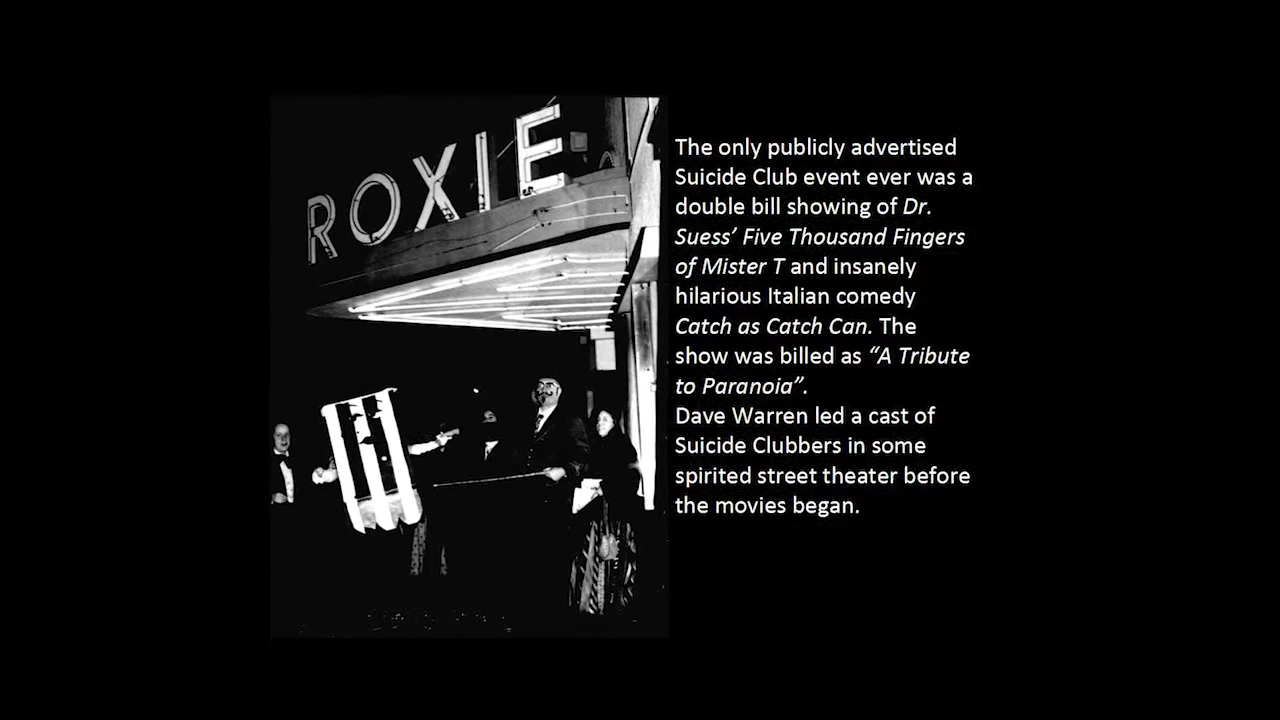 ROXIE
The only publicly advertised
Suicide Club event ever was a
double bill showing of Dr.
Suess’ Five Thousand Fingers
of Mister T and insanely
hilarious Italian comedy
Catch as Catch Can. The
show was billed as “A Tribute
to Paranoia”.
Dave Warren led a cast of
Suicide Clubbers in some
spirited street theater before
the movies began.